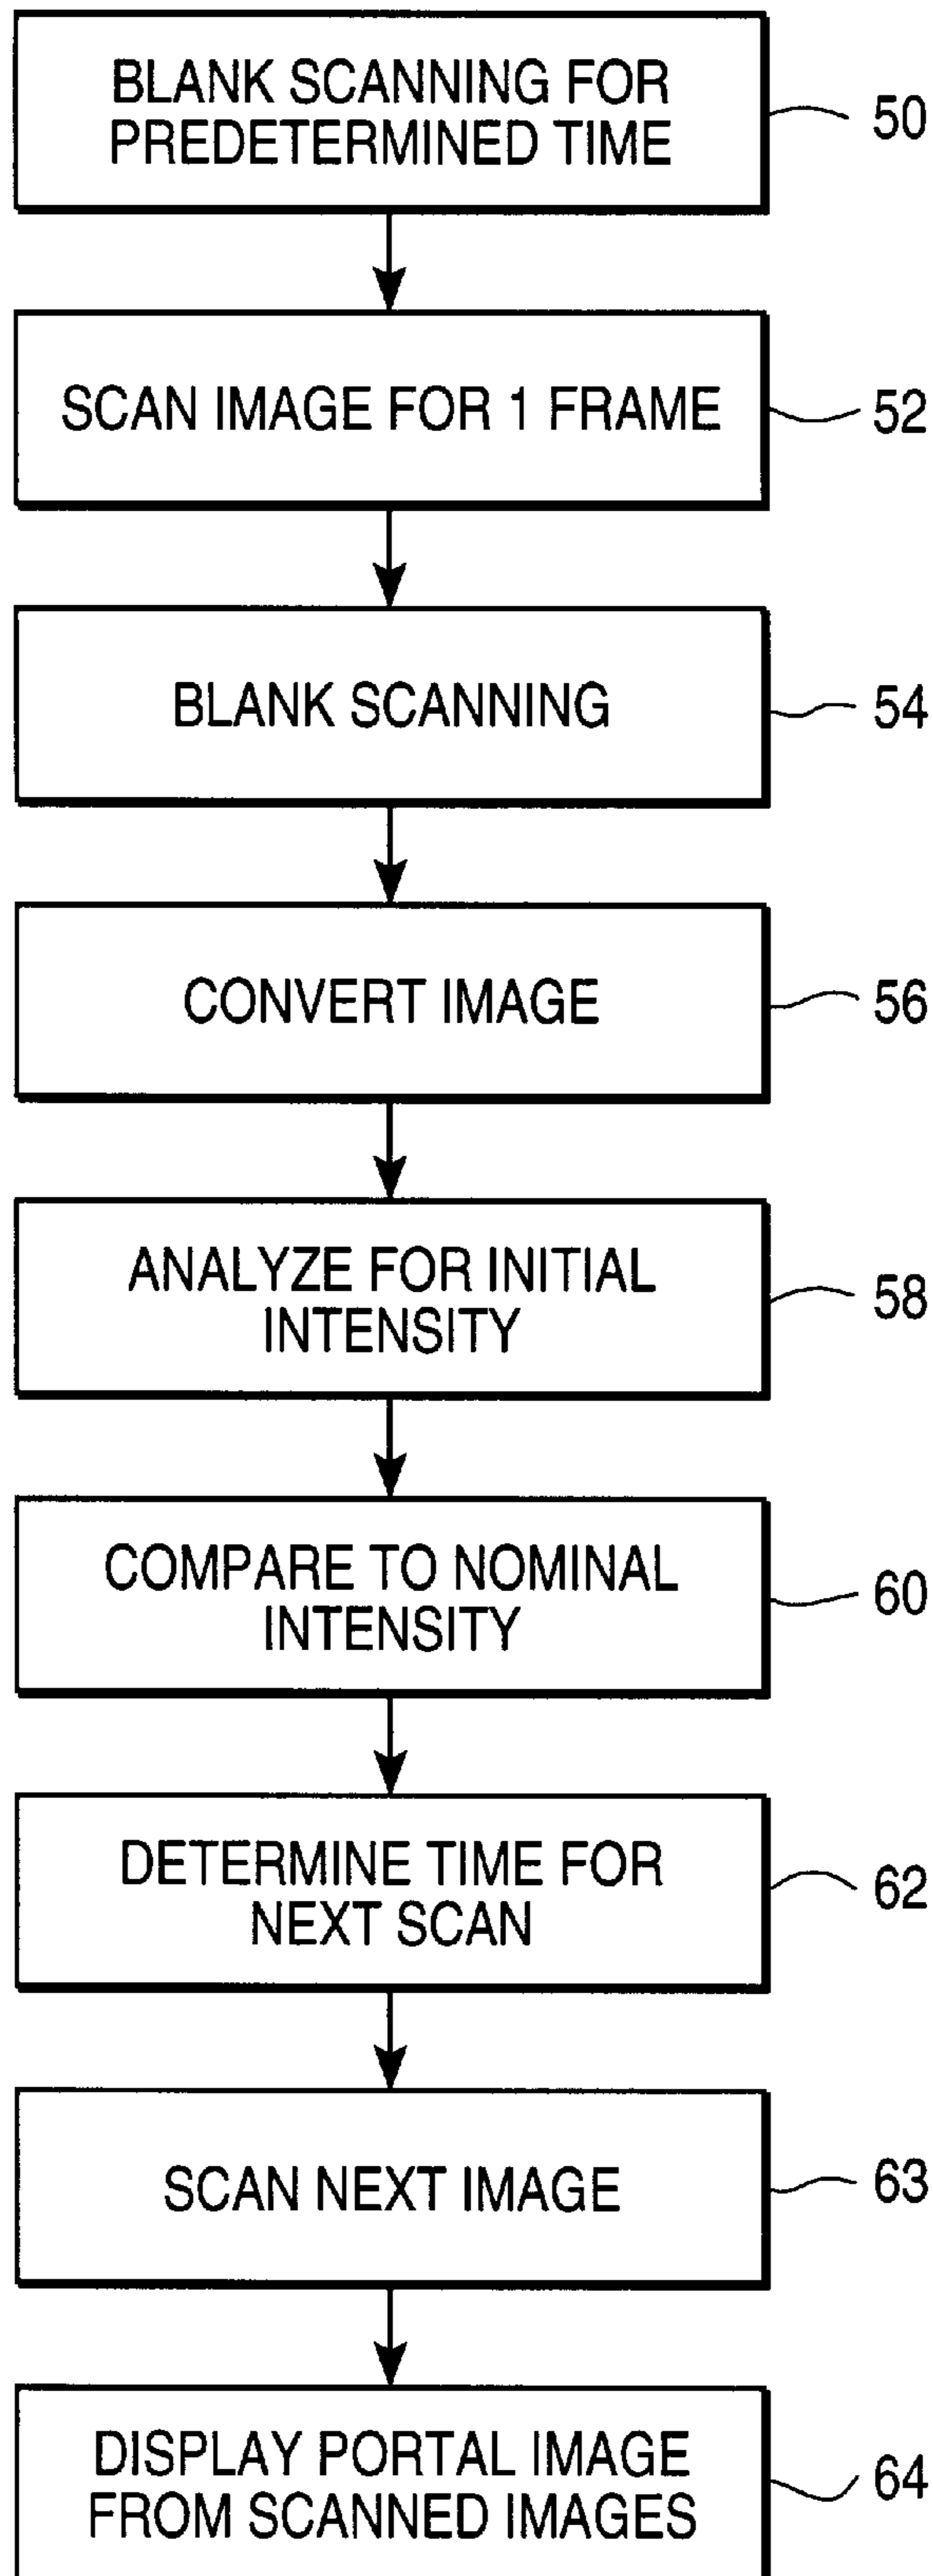 BLANK SCANNING FOR
PREDETERMINED TIME
50
SCAN IMAGE FOR 1 FRAME
52
BLANK SCANNING
54
CONVERT IMAGE
56
ANALYZE FOR INITIAL
INTENSITY
58
COMPARE TO NOMINAL
INTENSITY
60
DETERMINE TIME FOR
NEXT SCAN
62
SCAN NEXT IMAGE
63
DISPLAY PORTAL IMAGE
FROM SCANNED IMAGES
64